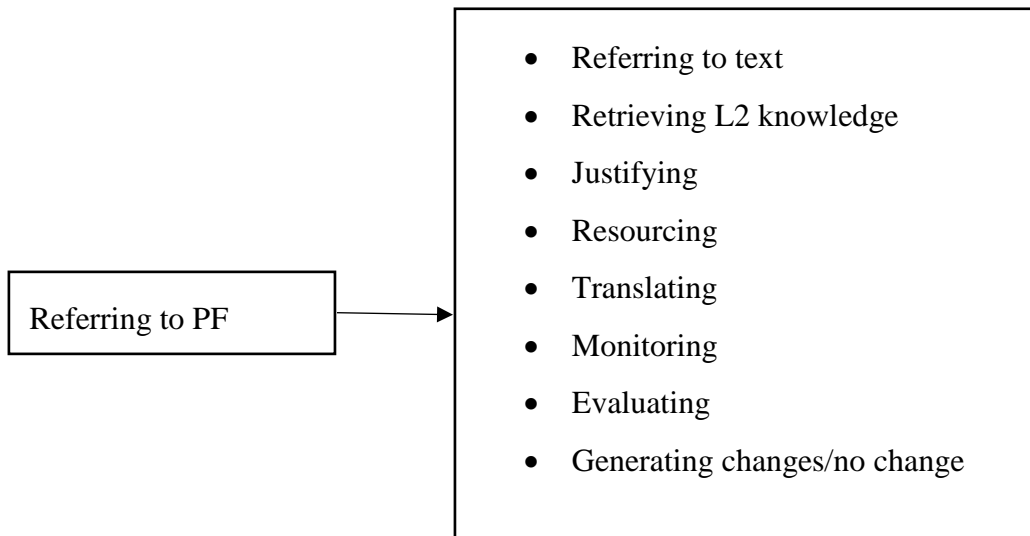 Referring to PF
• Referring to text
• Retrieving L2 knowledge
• Justifying
• Resourcing
• Translating
• Monitoring
• Evaluating
• Generating changes/no change